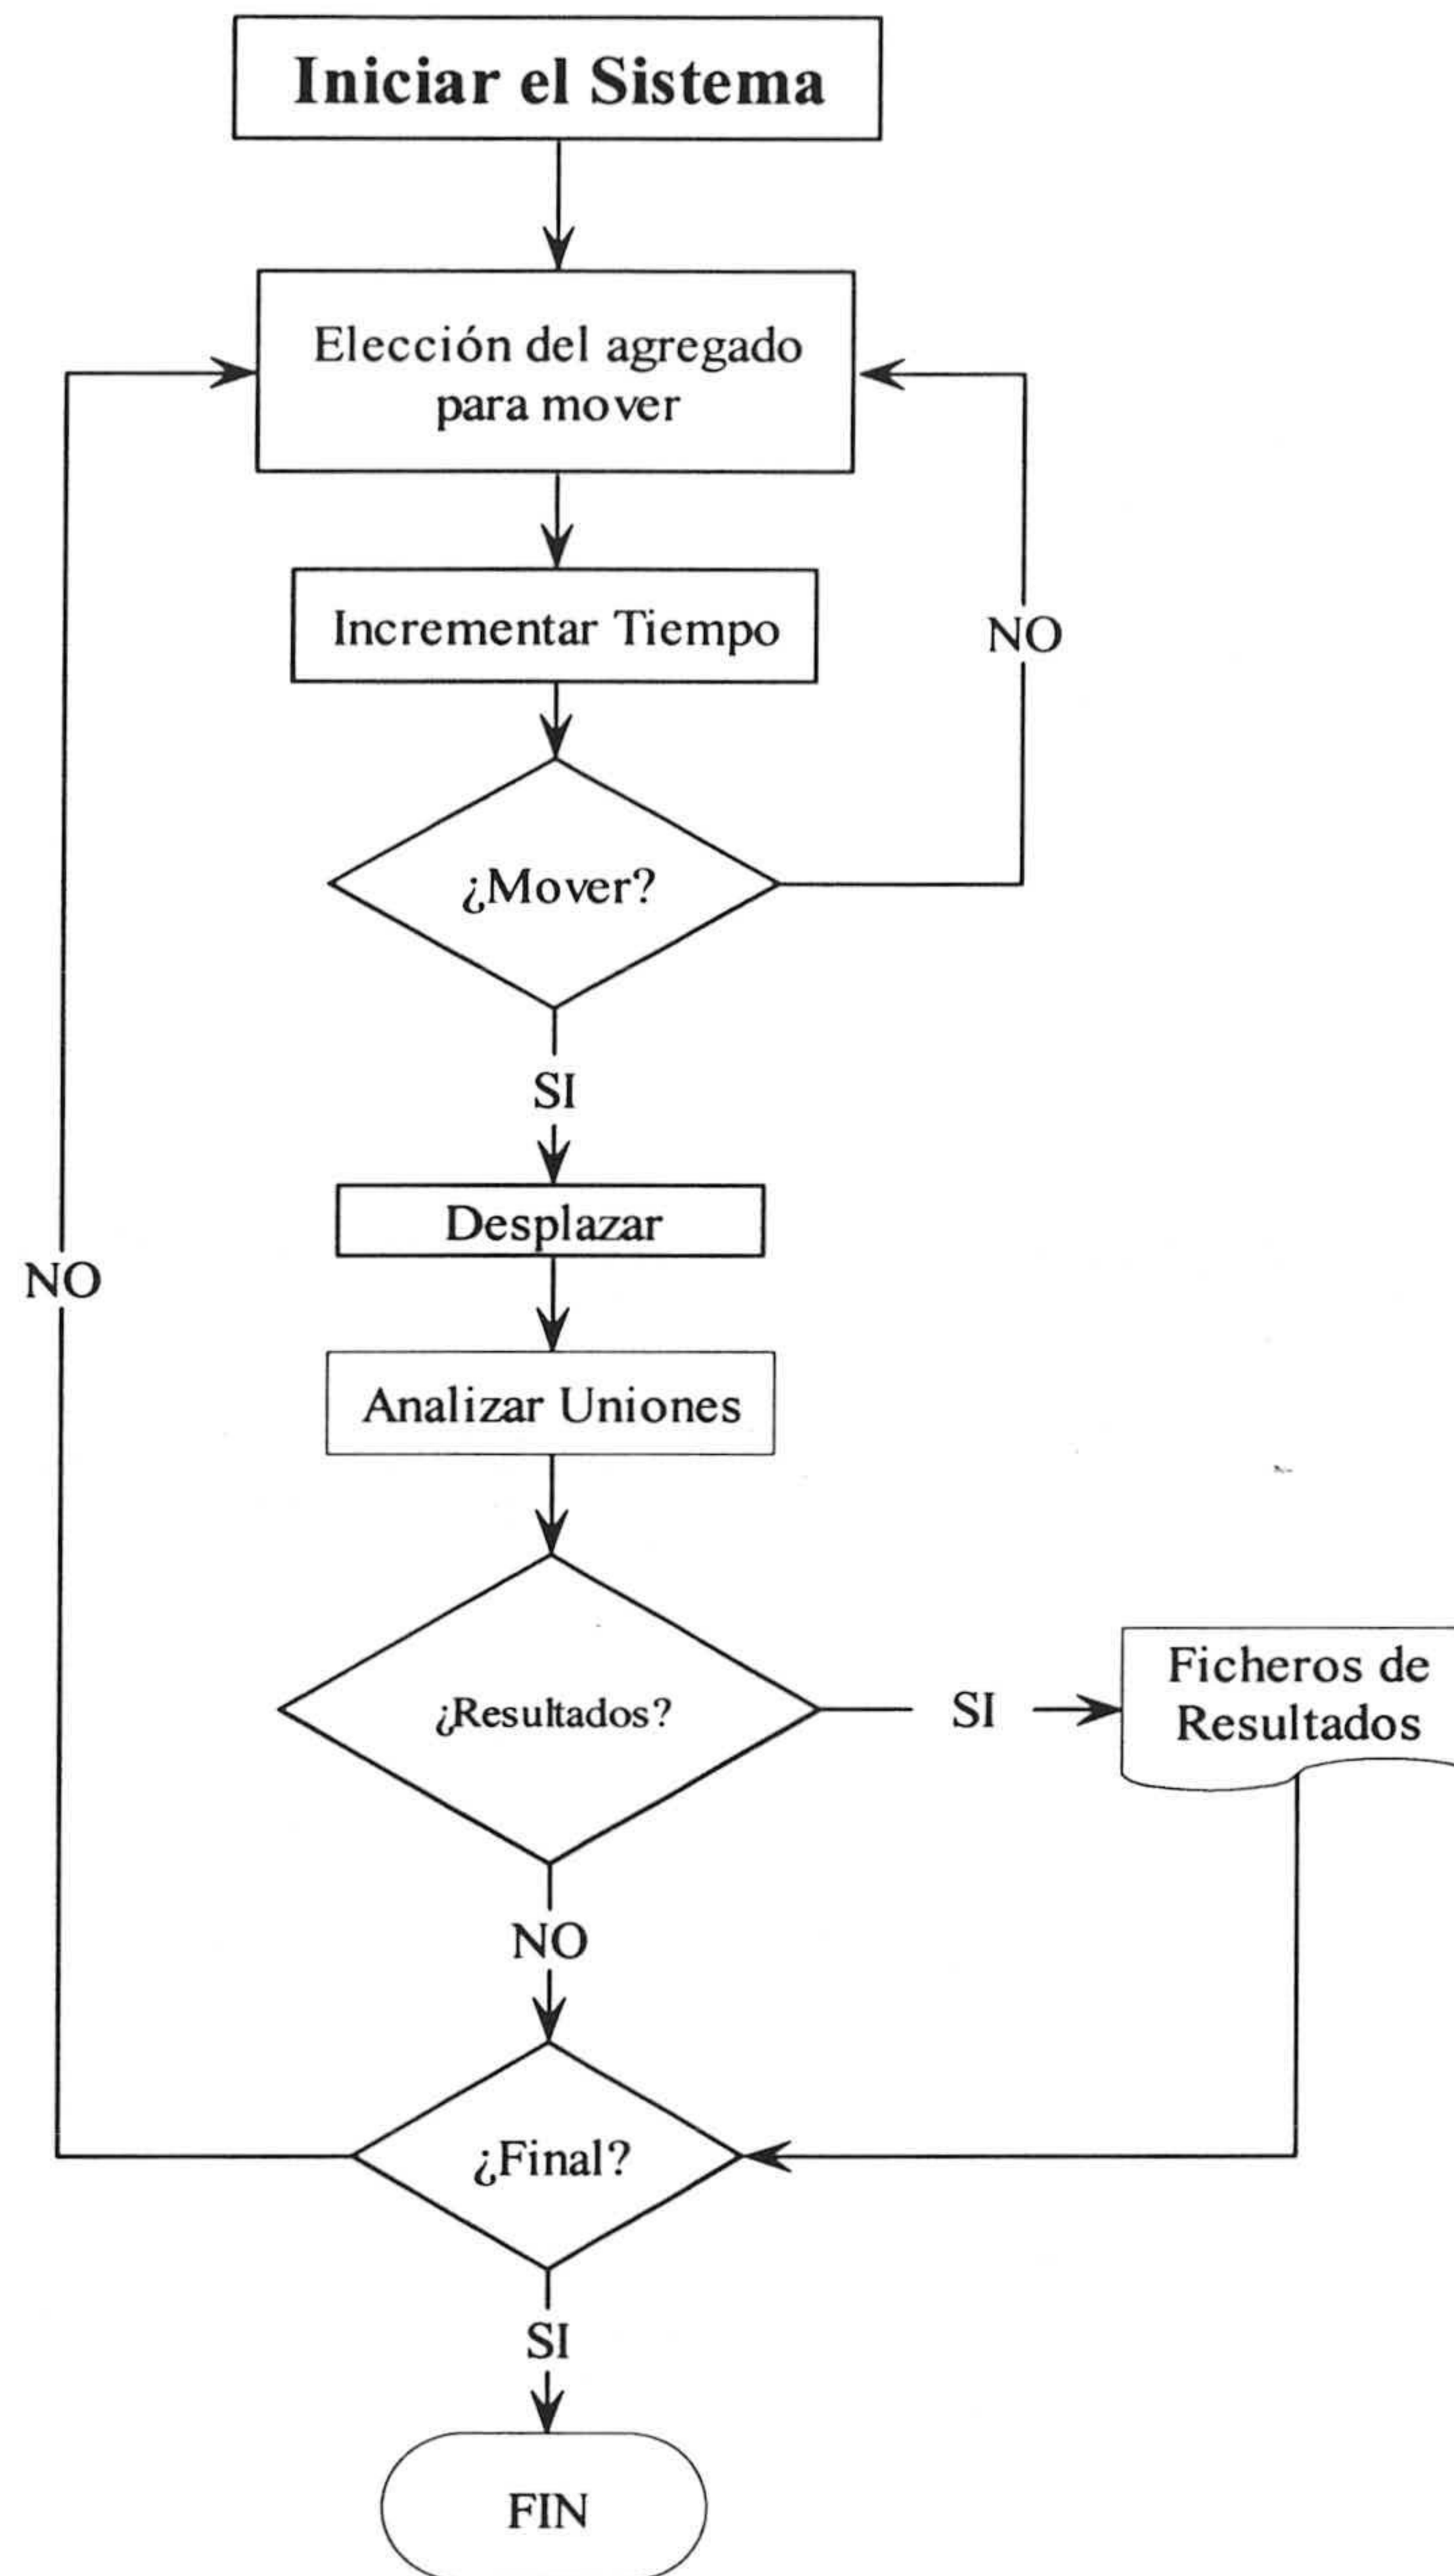 Iniciar el Sistema
Elección del agregado
para mover
Incrementar Tiempo
NO
¿Mover?
SI
Desplazar
NO
Analizar Uniones
¿Resultados?
SI
Ficheros de
Resultados
NO
¿Final?
SI
FIN